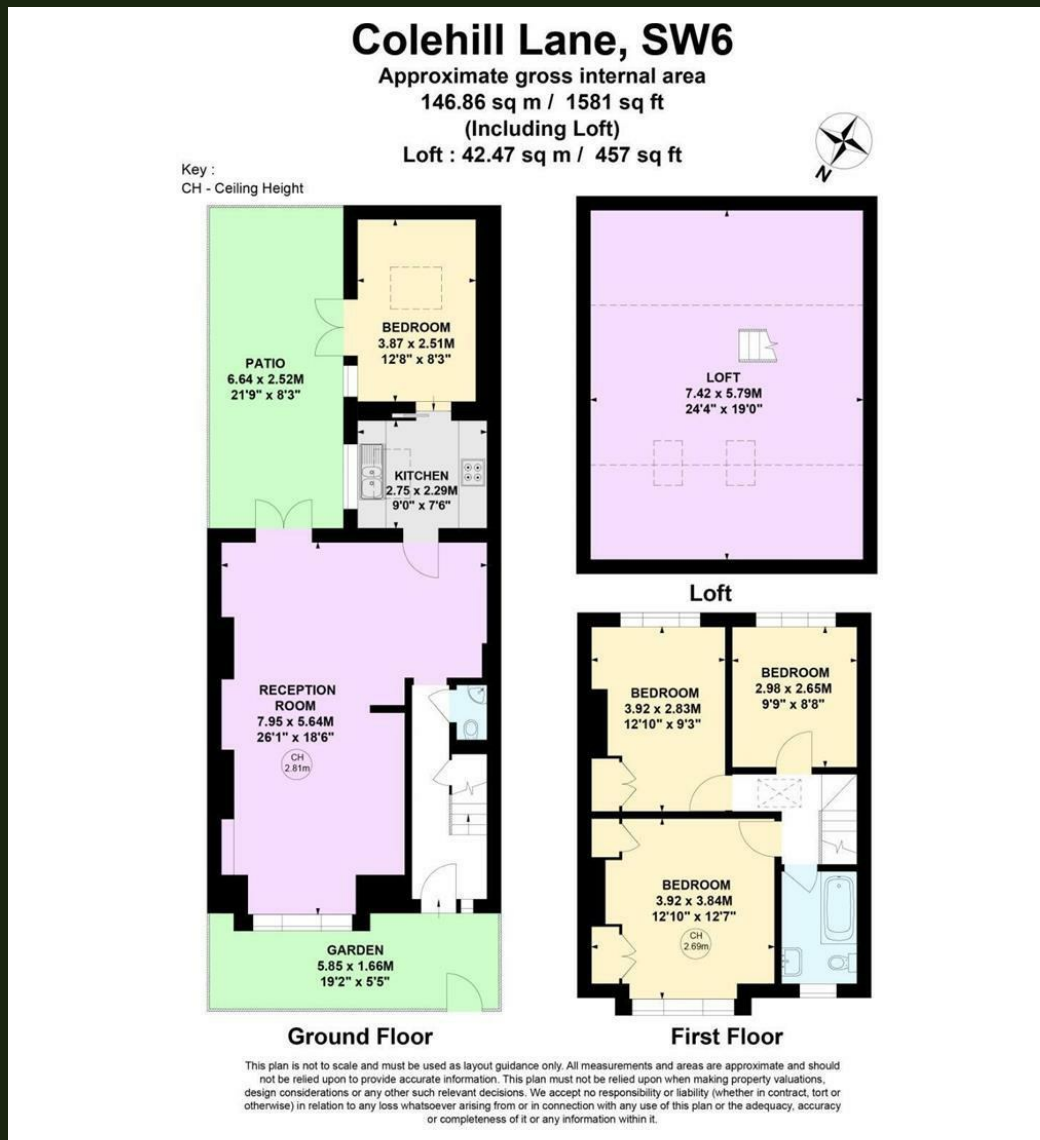 Colehill Lane, SW6
Approximate gross internal area
146.86 sq m / 1581 sq ft
(Including Loft)
Loft : 42.47 sq m / 457 sq ft
N
Key :
CH - Ceiling Height
BEDROOM
3.87 x 2.51M
12'8" x 8'3"
PATIO
6.64 x 2.52M
21'9" x 8'3"
KITCHEN
2.75 x 2.29M
9'0" x 7'6"
RECEPTION
ROOM
7.95 x 5.64M
26'1" x 18'6"
CH
2.81m
GARDEN
5.85 x 1.66M
19'2" x 5'5"
Ground Floor
LOFT
7.42 x 5.79M
24'4" x 19'0"
Loft
BEDROOM
3.92 x 2.83M
12'10" x 9'3"
BEDROOM
2.98 x 2.65M
9'9" x 8'8"
BEDROOM
3.92 x 3.84M
12'10" x 12'7"
CH
2.69m
First Floor
This plan is not to scale and must be used as layout guidance only. All measurements and areas are approximate and should
not be relied upon to provide accurate information. This plan must not be relied upon when making property valuations,
design considerations or any other such relevant decisions. We accept no responsibility or liability (whether in contract, tort or
otherwise) in relation to any loss whatsoever arising from or in connection with any use of this plan or the adequacy, accuracy
or completeness of it or any information within it.